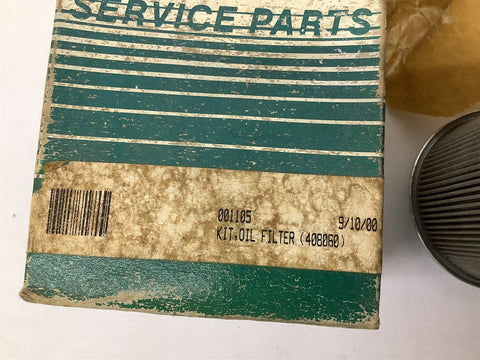 SERVICE PARTS
001105 9/10/00
KIT,OIL FILTER (408060)